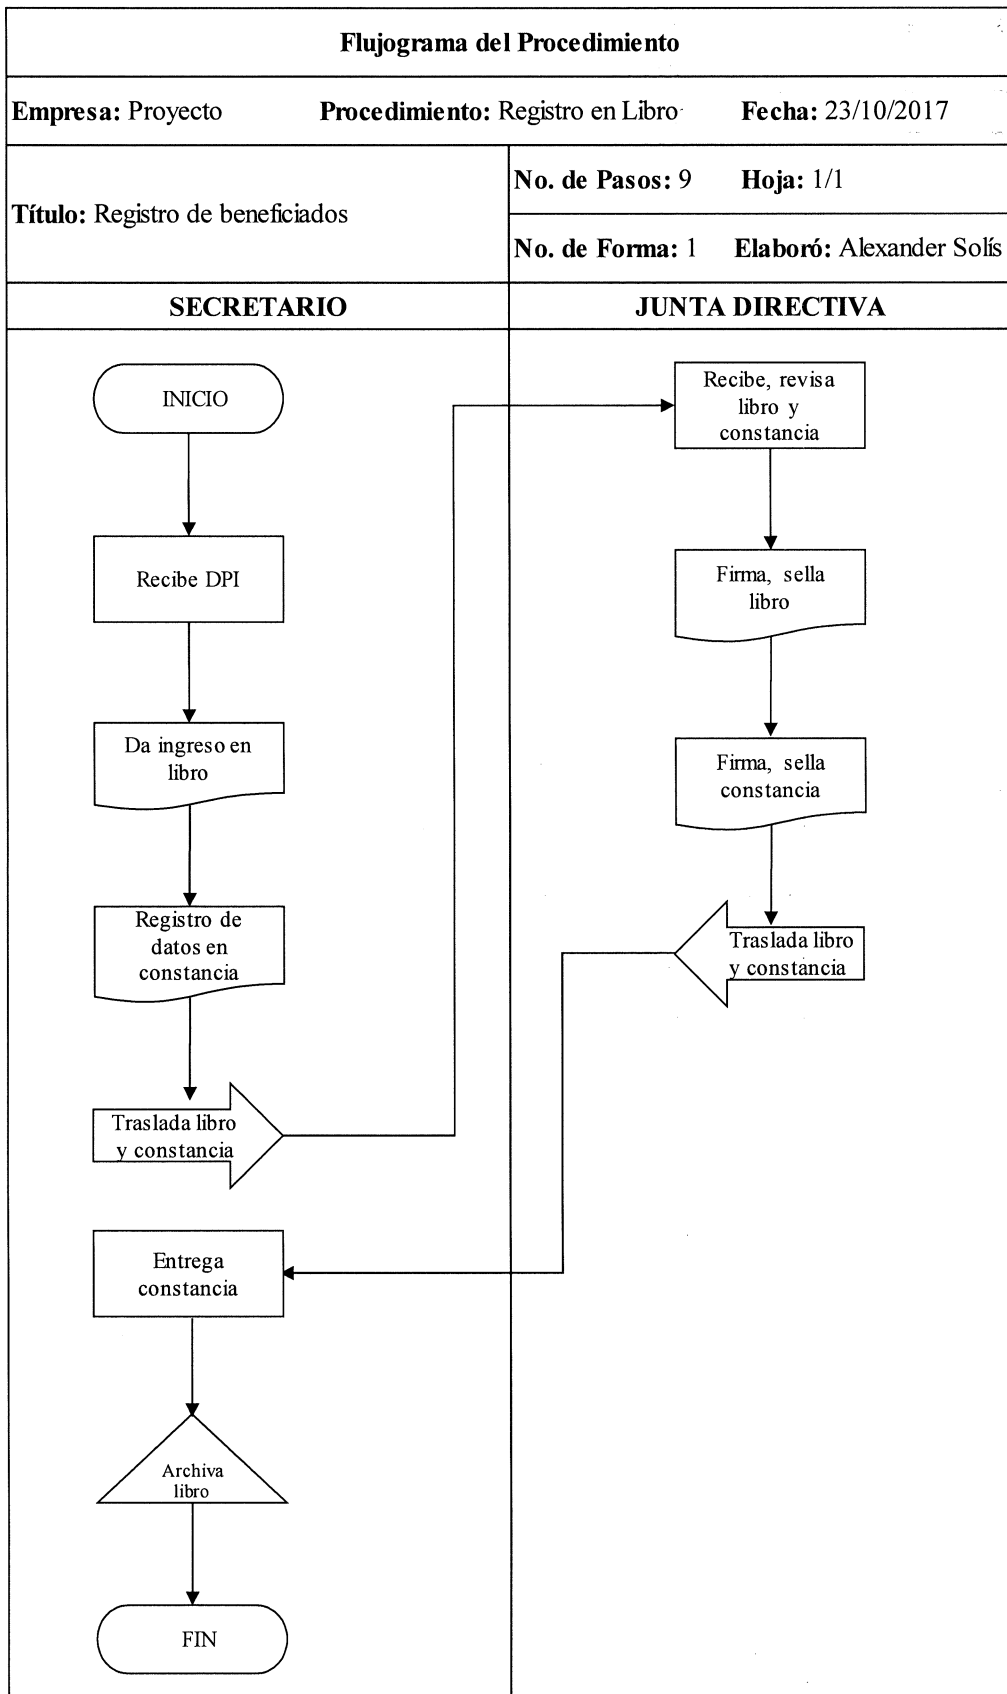 Flujograma del Procedimiento
Empresa: Proyecto Procedimiento: Registro en Libro Fecha: 23/10/2017
Título: Registro de beneficiados
No. de Pasos: 9 Hoja: 1/1
No. de Forma: 1 Elaboró: Alexander Solís
SECRETARIO
INICIO
Recibe DPI
Da ingreso en
libro
Registro de
datos en
constancia
Traslada libro
y constancia
Entrega
constancia
Archiva
libro
FIN
JUNTA DIRECTIVA
Recibe, revisa
libro y
constancia
Firma, sella
libro
Firma, sella
constancia
Traslada libro
y constancia